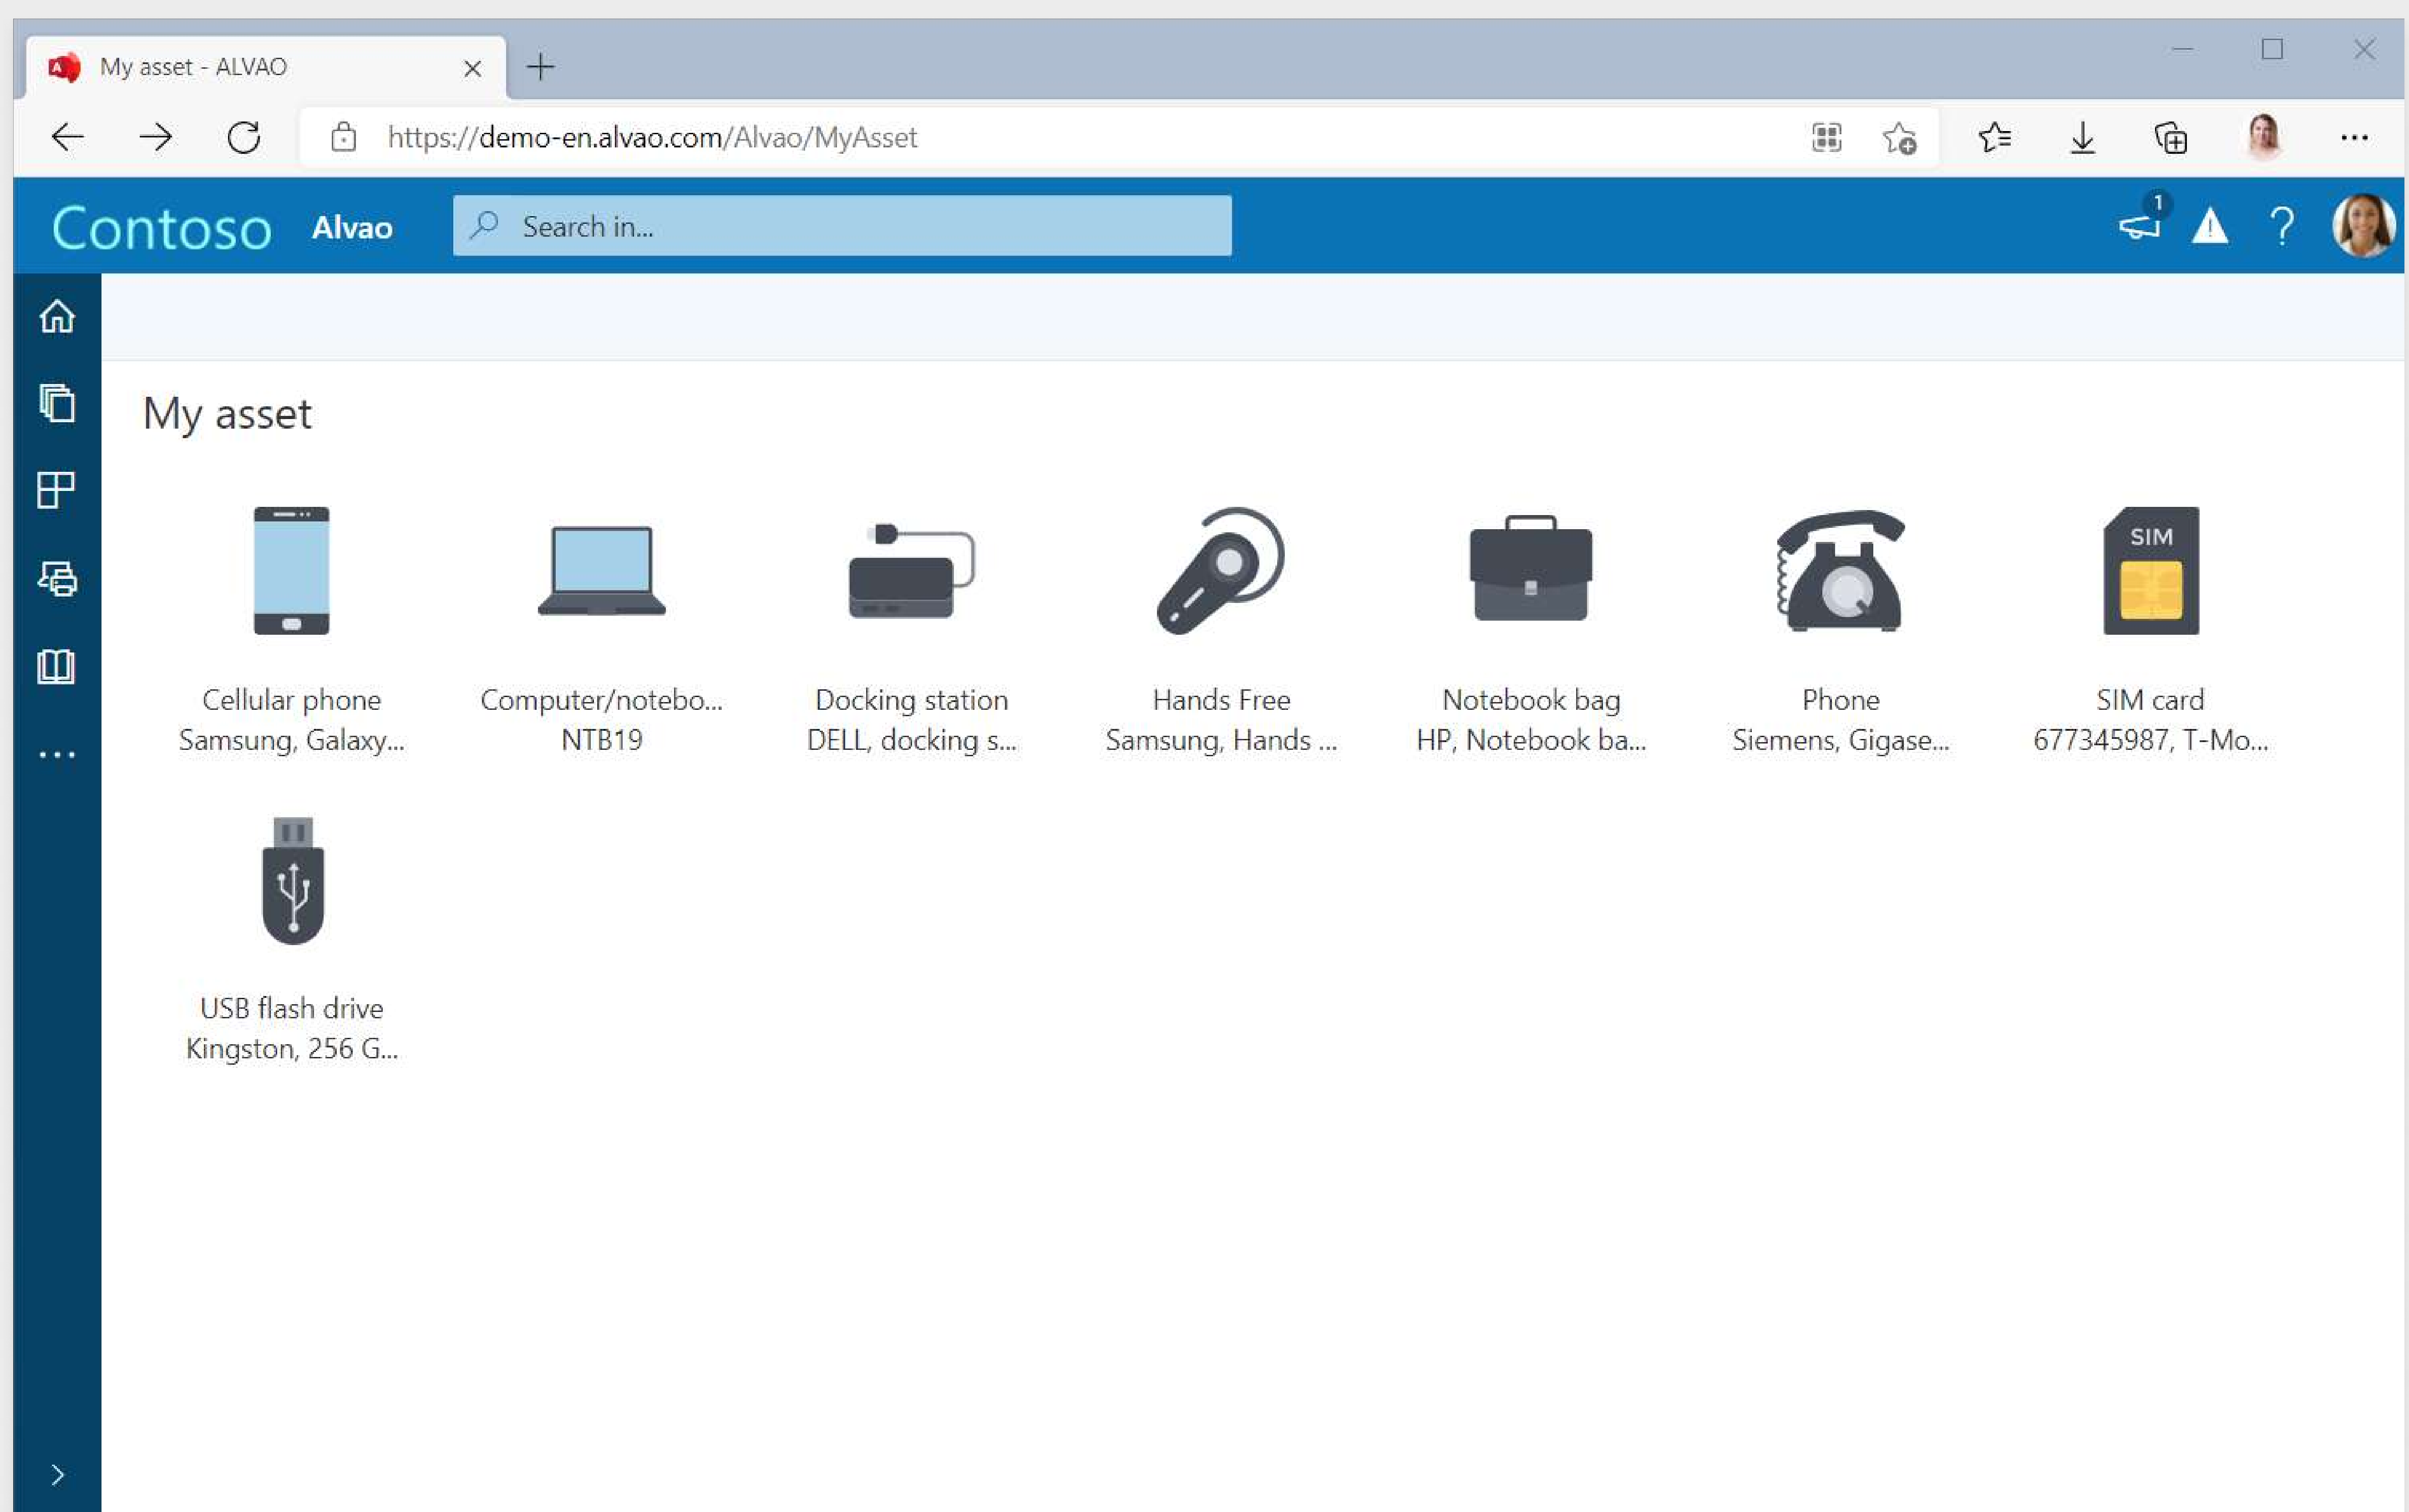 My asset - ALVAO
https://demo-en.alvao.com/Alvao/MyAsset
Contoso Alvao Search in... 1
My asset
SIM
Cellular phone
Samsung, Galaxy...
Computer/notebo...
NTB19
Docking station
DELL, docking s...
Hands Free
Samsung, Hands ...
Notebook bag
HP, Notebook ba...
Phone
Siemens, Gigase...
SIM card
677345987, T-Mo...
USB flash drive
Kingston, 256 G...